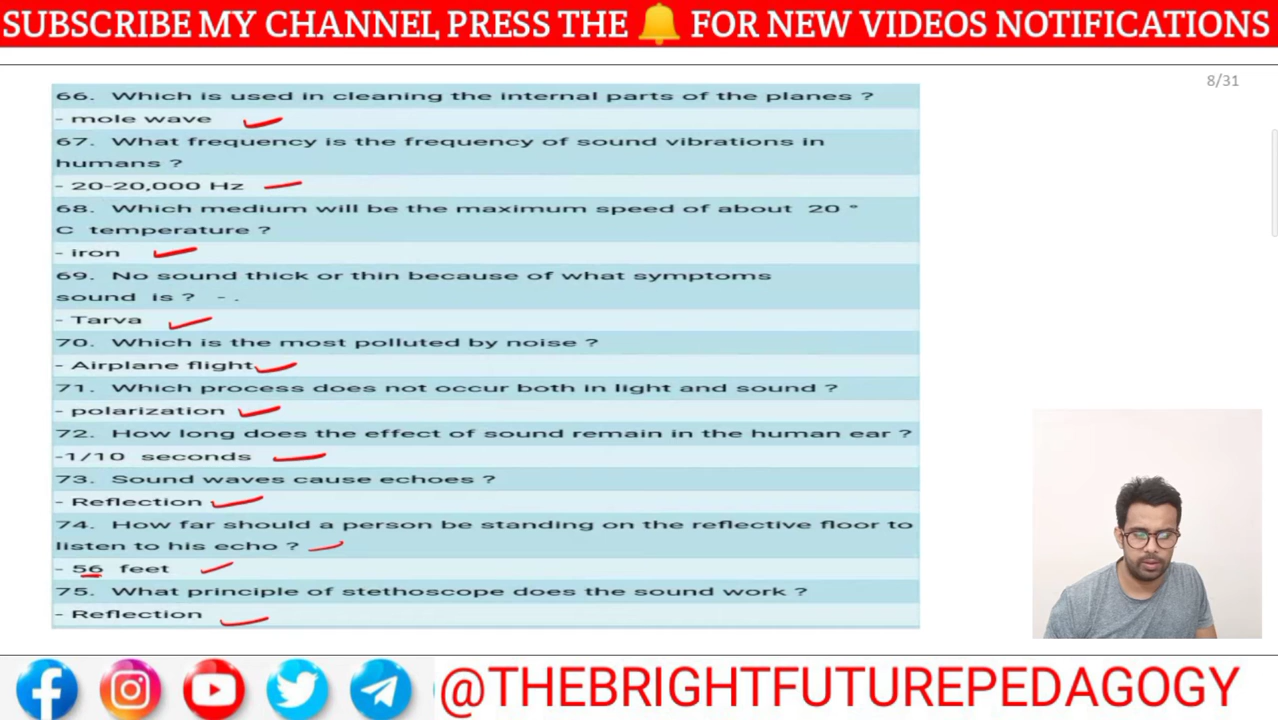 SUBSCRIBE MY CHANNEL PRESS THE 🔔 FOR NEW VIDEOS NOTIFICATIONS
8/31
66. Which is used in cleaning the internal parts of the planes ?
- mole wave
67. What frequency is the frequency of sound vibrations in
humans ?
- 20-20,000 Hz
68. Which medium will be the maximum speed of about 20 °
C temperature ?
- iron
69. No sound thick or thin because of what symptoms
sound is ? - .
- Tarva
70. Which is the most polluted by noise ?
- Airplane flight
71. Which process does not occur both in light and sound ?
- polarization
72. How long does the effect of sound remain in the human ear ?
-1/10 seconds
73. Sound waves cause echoes ?
- Reflection
74. How far should a person be standing on the reflective floor to
listen to his echo ?
- 56 feet
75. What principle of stethoscope does the sound work ?
- Reflection
@THEBRIGHTFUTUREPEDAGOGY